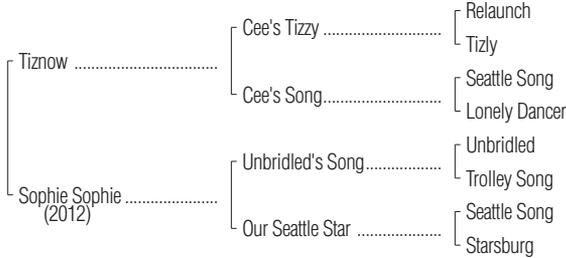 Relaunch
Cee's Tizzy ........................
Tizly
Tiznow .............................
Seattle Song
Cee's Song........................
Lonely Dancer
Unbridled
Unbridled's Song...............
Trolley Song
Sophie Sophie ...................
(2012)
Seattle Song
Our Seattle Star .................
Starsburg